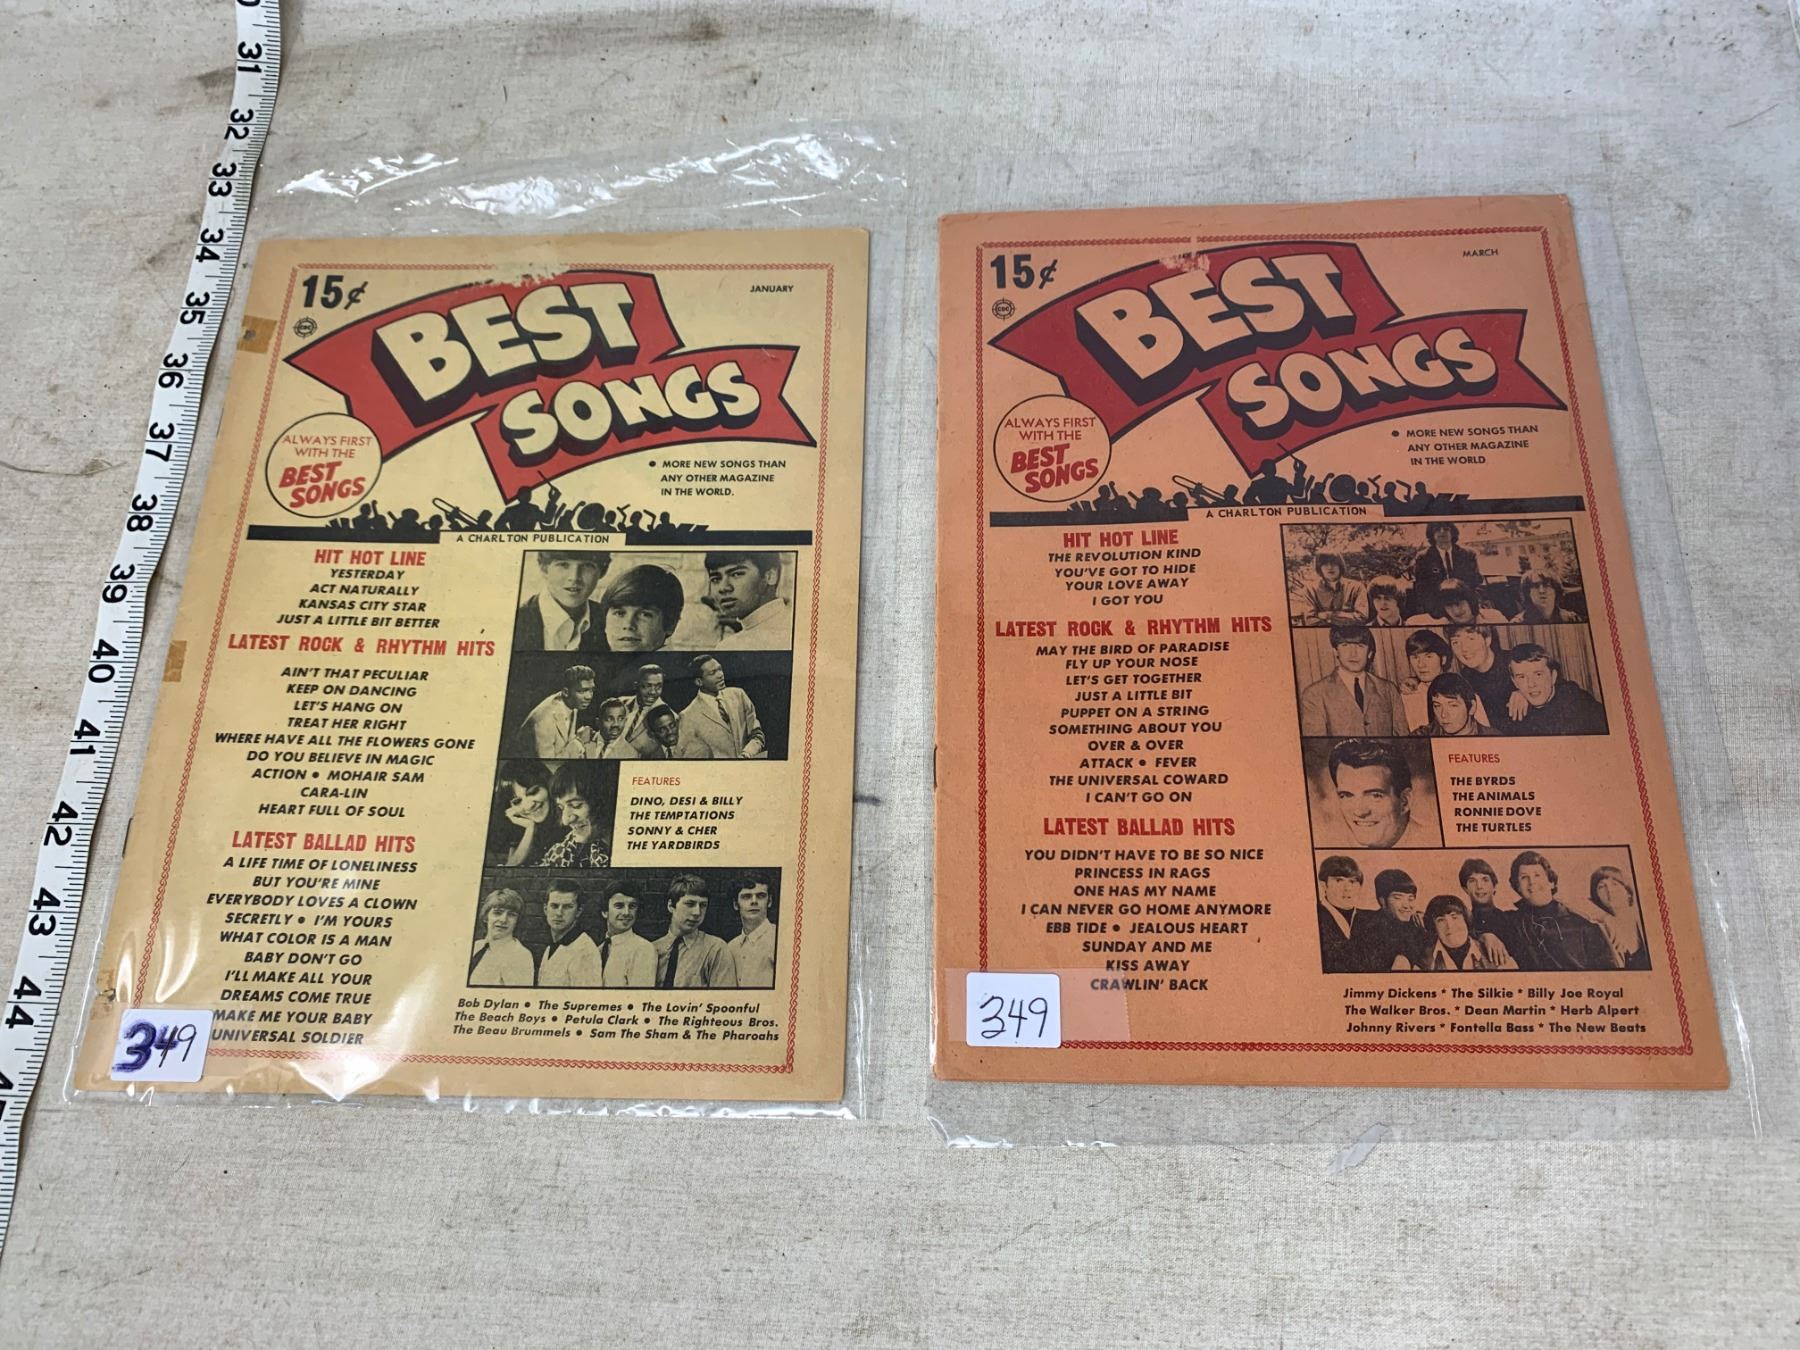 31
32
33
34
35
36
37
38
39
40
41
42
43
44
15¢
CDC
JANUARY
BEST
SONGS
ALWAYS FIRST
WITH THE
BEST
SONGS
• MORE NEW SONGS THAN
ANY OTHER MAGAZINE
IN THE WORLD.
A CHARLTON PUBLICATION
HIT HOT LINE
YESTERDAY
ACT NATURALLY
KANSAS CITY STAR
JUST A LITTLE BIT BETTER
LATEST ROCK & RHYTHM HITS
AIN'T THAT PECULIAR
KEEP ON DANCING
LET'S HANG ON
TREAT HER RIGHT
WHERE HAVE ALL THE FLOWERS GONE
DO YOU BELIEVE IN MAGIC
ACTION • MOHAIR SAM
CARA-LIN
HEART FULL OF SOUL
LATEST BALLAD HITS
A LIFE TIME OF LONELINESS
BUT YOU'RE MINE
EVERYBODY LOVES A CLOWN
SECRETLY • I'M YOURS
WHAT COLOR IS A MAN
BABY DON'T GO
I'LL MAKE ALL YOUR
DREAMS COME TRUE
MAKE ME YOUR BABY
UNIVERSAL SOLDIER
349
FEATURES
DINO, DESI & BILLY
THE TEMPTATIONS
SONNY & CHER
THE YARDBIRDS
Bob Dylan • The Supremes • The Lovin' Spoonful
The Beach Boys • Petula Clark • The Righteous Bros.
The Beau Brummels • Sam The Sham & The Pharoahs
15¢
CDC
MARCH
BEST
SONGS
ALWAYS FIRST
WITH THE
BEST
SONGS
• MORE NEW SONGS THAN
ANY OTHER MAGAZINE
IN THE WORLD
A CHARLTON PUBLICATION
HIT HOT LINE
THE REVOLUTION KIND
YOU'VE GOT TO HIDE
YOUR LOVE AWAY
I GOT YOU
LATEST ROCK & RHYTHM HITS
MAY THE BIRD OF PARADISE
FLY UP YOUR NOSE
LET'S GET TOGETHER
JUST A LITTLE BIT
PUPPET ON A STRING
SOMETHING ABOUT YOU
OVER & OVER
ATTACK • FEVER
THE UNIVERSAL COWARD
I CAN'T GO ON
LATEST BALLAD HITS
YOU DIDN'T HAVE TO BE SO NICE
PRINCESS IN RAGS
ONE HAS MY NAME
I CAN NEVER GO HOME ANYMORE
EBB TIDE • JEALOUS HEART
SUNDAY AND ME
KISS AWAY
CRAWLIN' BACK
349
FEATURES
THE BYRDS
THE ANIMALS
RONNIE DOVE
THE TURTLES
Jimmy Dickens * The Silkie * Billy Joe Royal
The Walker Bros. * Dean Martin * Herb Alpert
Johnny Rivers * Fontella Bass * The New Beats